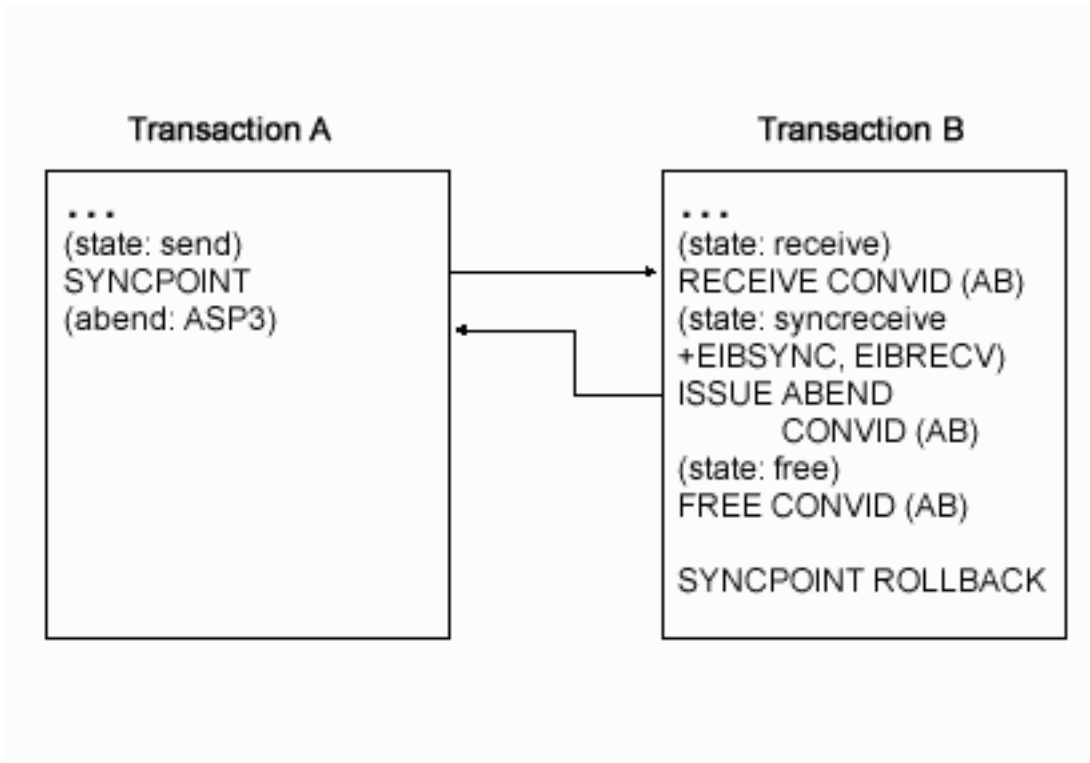 Transaction A
...
(state: send)
SYNCPOINT
(abend: ASP3)
Transaction B
...
(state: receive)
RECEIVE CONVID (AB)
(state: syncreceive
+EIBSYNC, EIBRECV)
ISSUE ABEND
CONVID (AB)
(state: free)
FREE CONVID (AB)
SYNCPOINT ROLLBACK